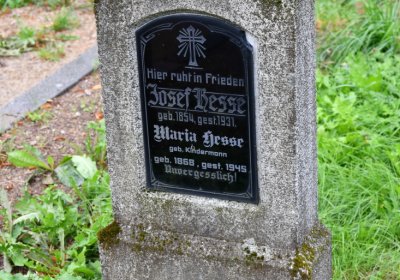 Hier ruht in Frieden
Josef Hesse
geb. 1854, gest. 1931.
Maria Hesse
geb. Kindermann
geb. 1868, gest. 1945
Unvergesslich!